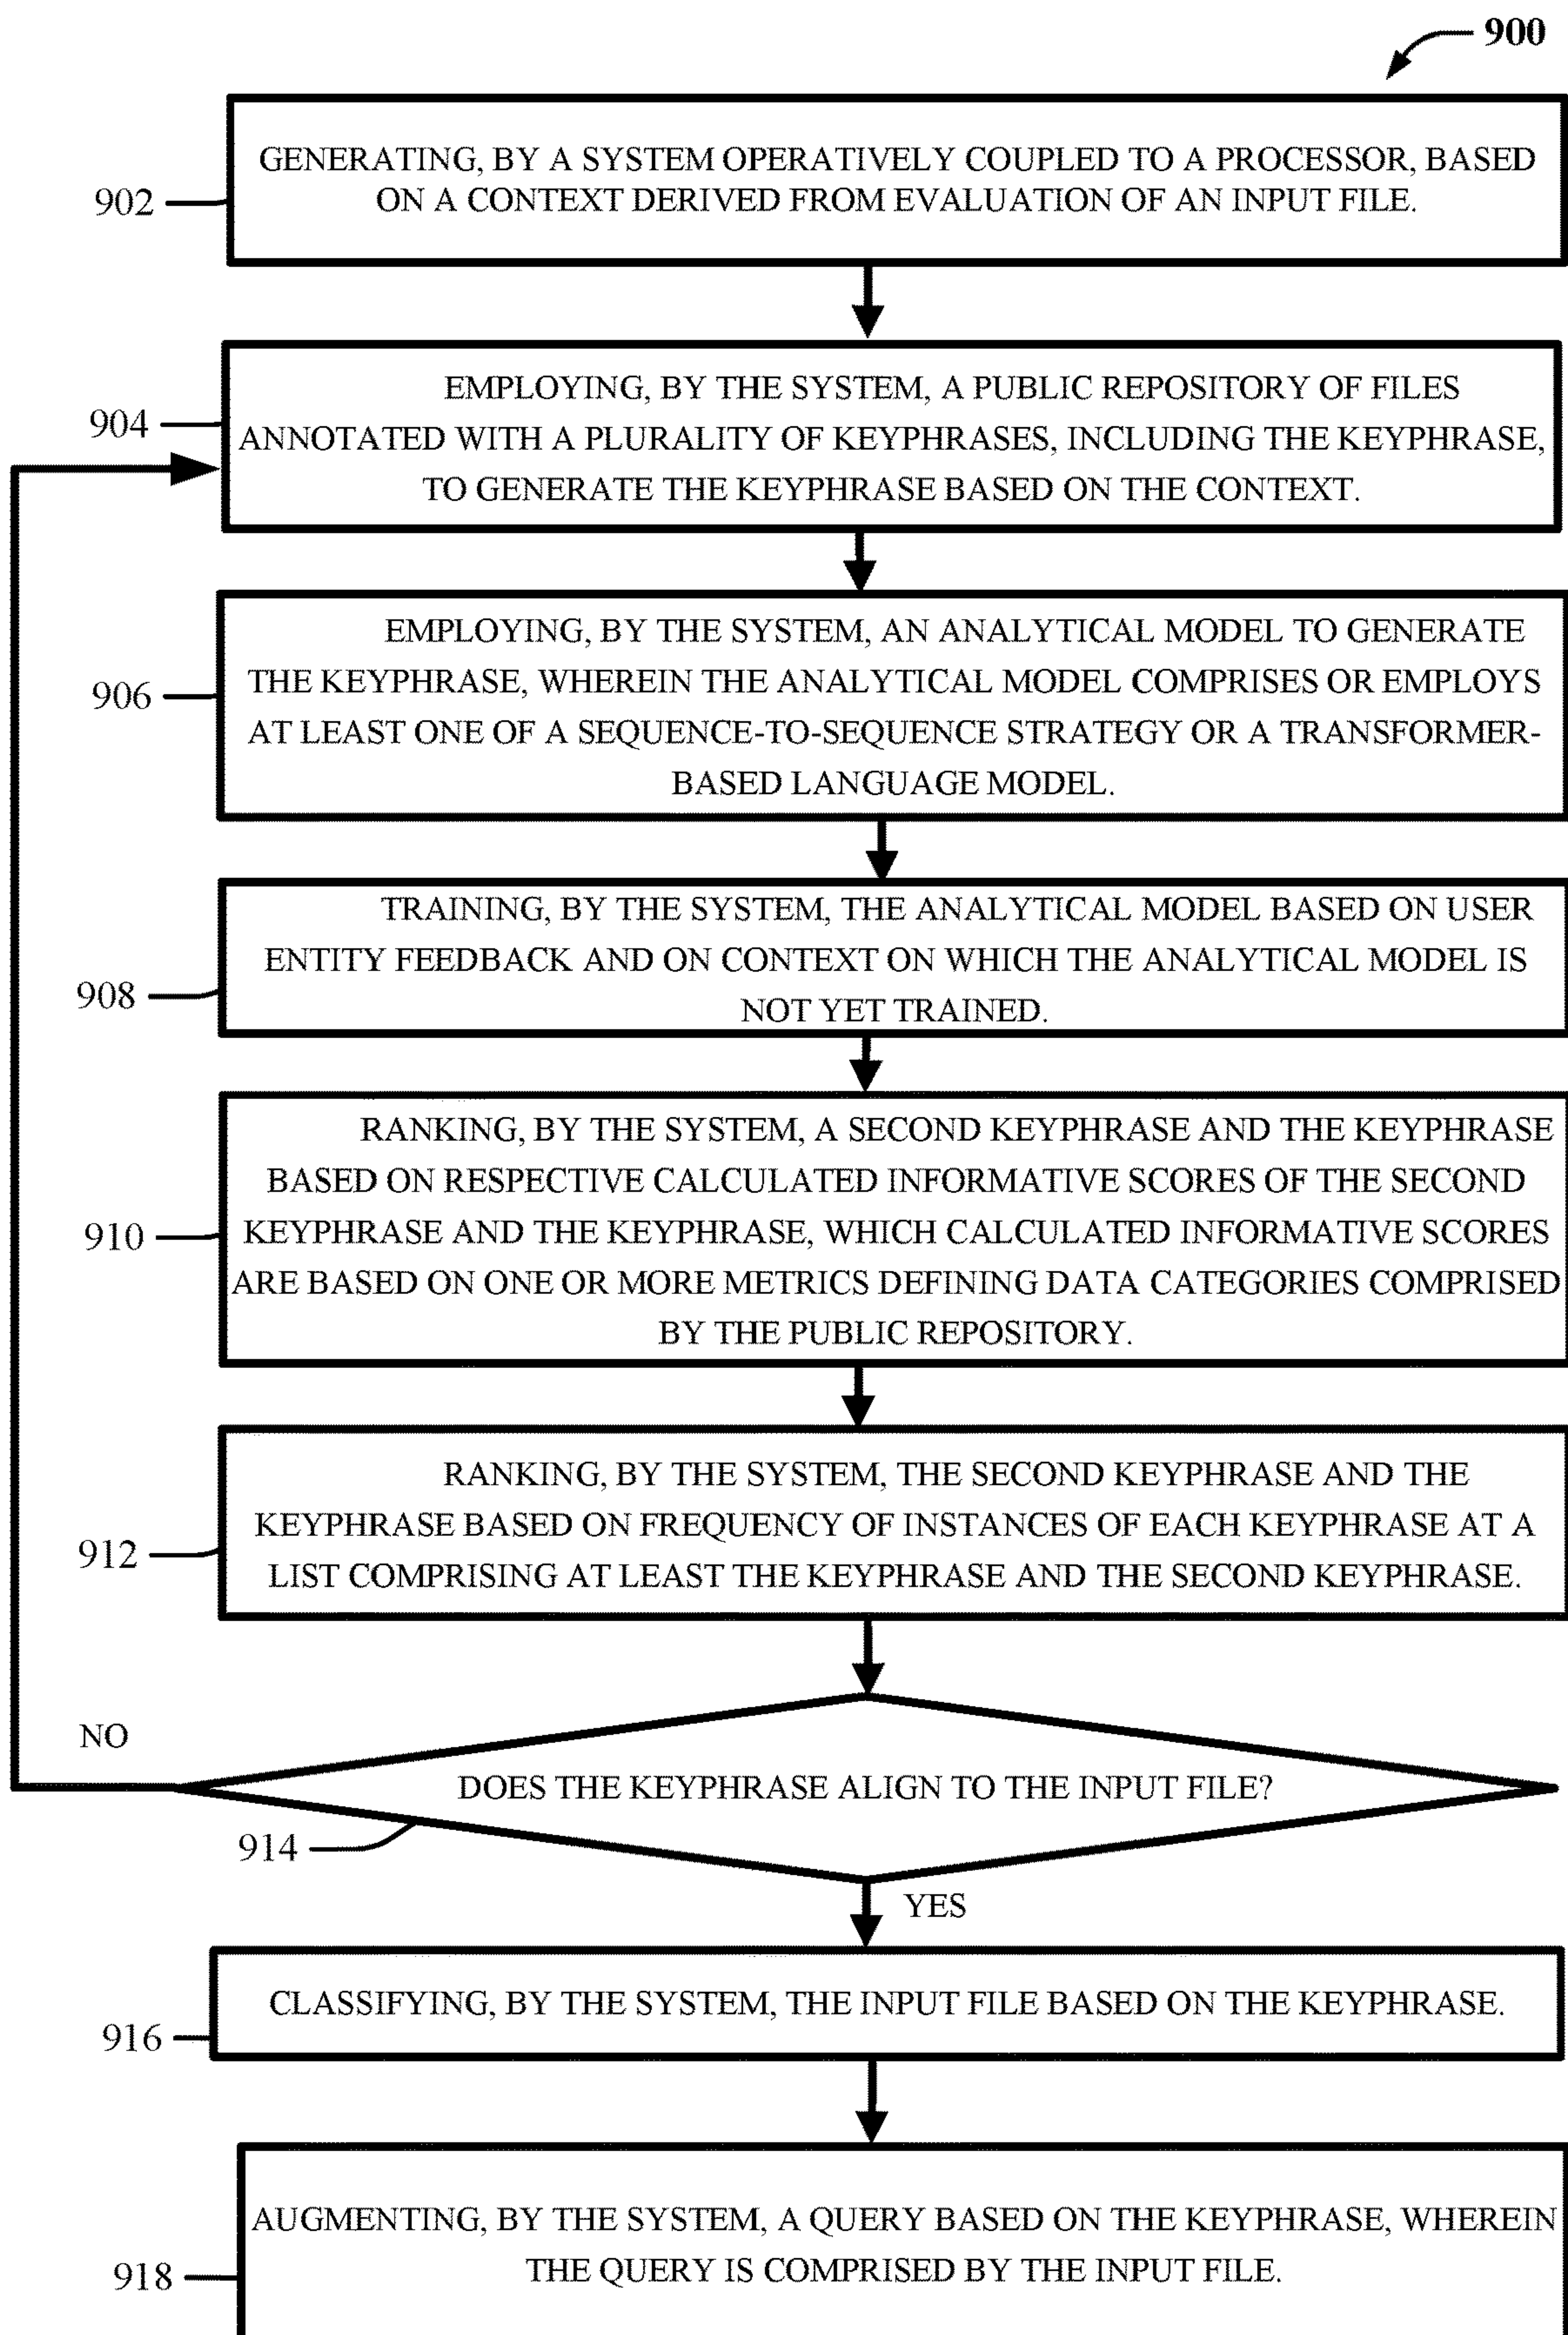 900
902
GENERATING, BY A SYSTEM OPERATIVELY COUPLED TO A PROCESSOR, BASED
ON A CONTEXT DERIVED FROM EVALUATION OF AN INPUT FILE.
904
EMPLOYING, BY THE SYSTEM, A PUBLIC REPOSITORY OF FILES
ANNOTATED WITH A PLURALITY OF KEYPHRASES, INCLUDING THE KEYPHRASE,
TO GENERATE THE KEYPHRASE BASED ON THE CONTEXT.
906
EMPLOYING, BY THE SYSTEM, AN ANALYTICAL MODEL TO GENERATE
THE KEYPHRASE, WHEREIN THE ANALYTICAL MODEL COMPRISES OR EMPLOYS
AT LEAST ONE OF A SEQUENCE-TO-SEQUENCE STRATEGY OR A TRANSFORMER-
BASED LANGUAGE MODEL.
908
TRAINING, BY THE SYSTEM, THE ANALYTICAL MODEL BASED ON USER
ENTITY FEEDBACK AND ON CONTEXT ON WHICH THE ANALYTICAL MODEL IS
NOT YET TRAINED.
910
RANKING, BY THE SYSTEM, A SECOND KEYPHRASE AND THE KEYPHRASE
BASED ON RESPECTIVE CALCULATED INFORMATIVE SCORES OF THE SECOND
KEYPHRASE AND THE KEYPHRASE, WHICH CALCULATED INFORMATIVE SCORES
ARE BASED ON ONE OR MORE METRICS DEFINING DATA CATEGORIES COMPRISED
BY THE PUBLIC REPOSITORY.
912
RANKING, BY THE SYSTEM, THE SECOND KEYPHRASE AND THE
KEYPHRASE BASED ON FREQUENCY OF INSTANCES OF EACH KEYPHRASE AT A
LIST COMPRISING AT LEAST THE KEYPHRASE AND THE SECOND KEYPHRASE.
NO
DOES THE KEYPHRASE ALIGN TO THE INPUT FILE?
914
YES
CLASSIFYING, BY THE SYSTEM, THE INPUT FILE BASED ON THE KEYPHRASE.
916
AUGMENTING, BY THE SYSTEM, A QUERY BASED ON THE KEYPHRASE, WHEREIN
THE QUERY IS COMPRISED BY THE INPUT FILE.
918